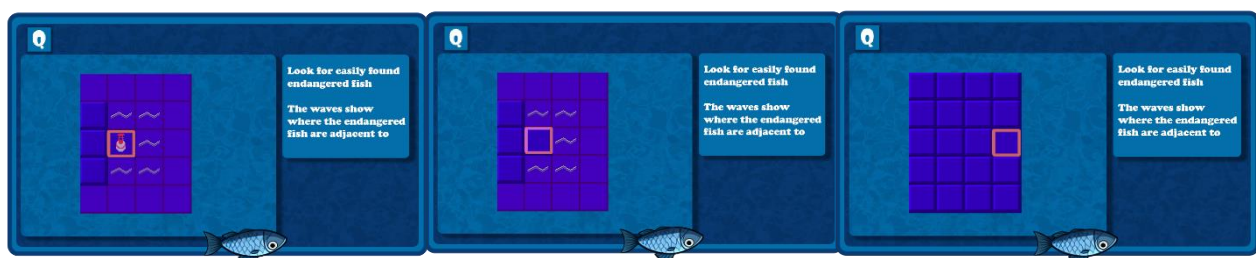 Q
Look for easily found
endangered fish
The waves show
where the endangered
fish are adjacent to
Q
Look for easily found
endangered fish
The waves show
where the endangered
fish are adjacent to
Q
Look for easily found
endangered fish
The waves show
where the endangered
fish are adjacent to